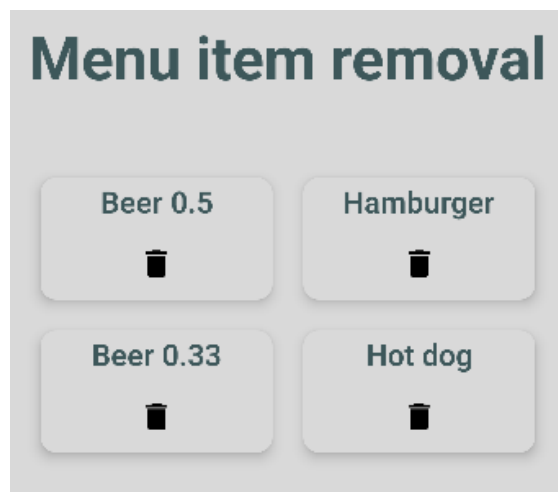 Menu item removal
Beer 0.5
Hamburger
Beer 0.33
Hot dog